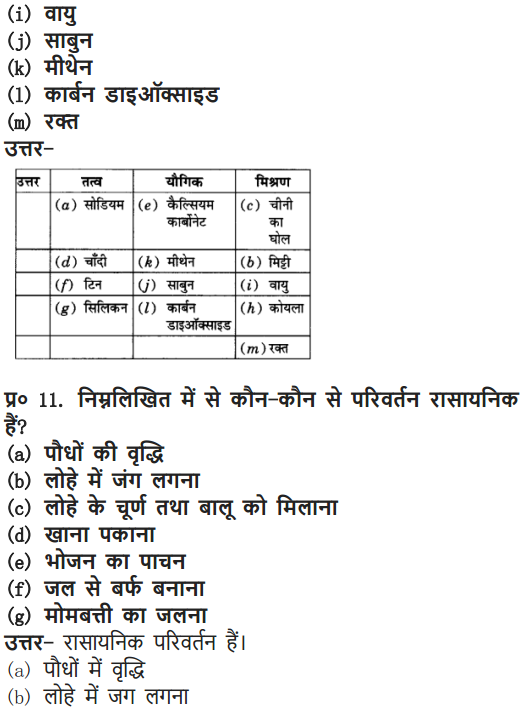 (i) वायु
(j) साबुन
(k) मीथेन
(l) कार्बन डाइऑक्साइड
(m) रक्त
उत्तर-
उत्तर तत्व यौगिक मिश्रण
(a) सोडियम (e) कैल्सियम कार्बोनेट (c) चीनी का घोल
(d) चाँदी (k) मीथेन (b) मिट्टी
(f) टिन (j) साबुन (i) वायु
(g) सिलिकन (l) कार्बन डाइऑक्साइड (h) कोयला
(m) रक्त
प्र० 11. निम्नलिखित में से कौन-कौन से परिवर्तन रासायनिक
हैं?
(a) पौधों की वृद्धि
(b) लोहे में जंग लगना
(c) लोहे के चूर्ण तथा बालू को मिलाना
(d) खाना पकाना
(e) भोजन का पाचन
(f) जल से बर्फ बनाना
(g) मोमबत्ती का जलना
उत्तर- रासायनिक परिवर्तन हैं।
(a) पौधों में वृद्धि
(b) लोहे में जग लगना